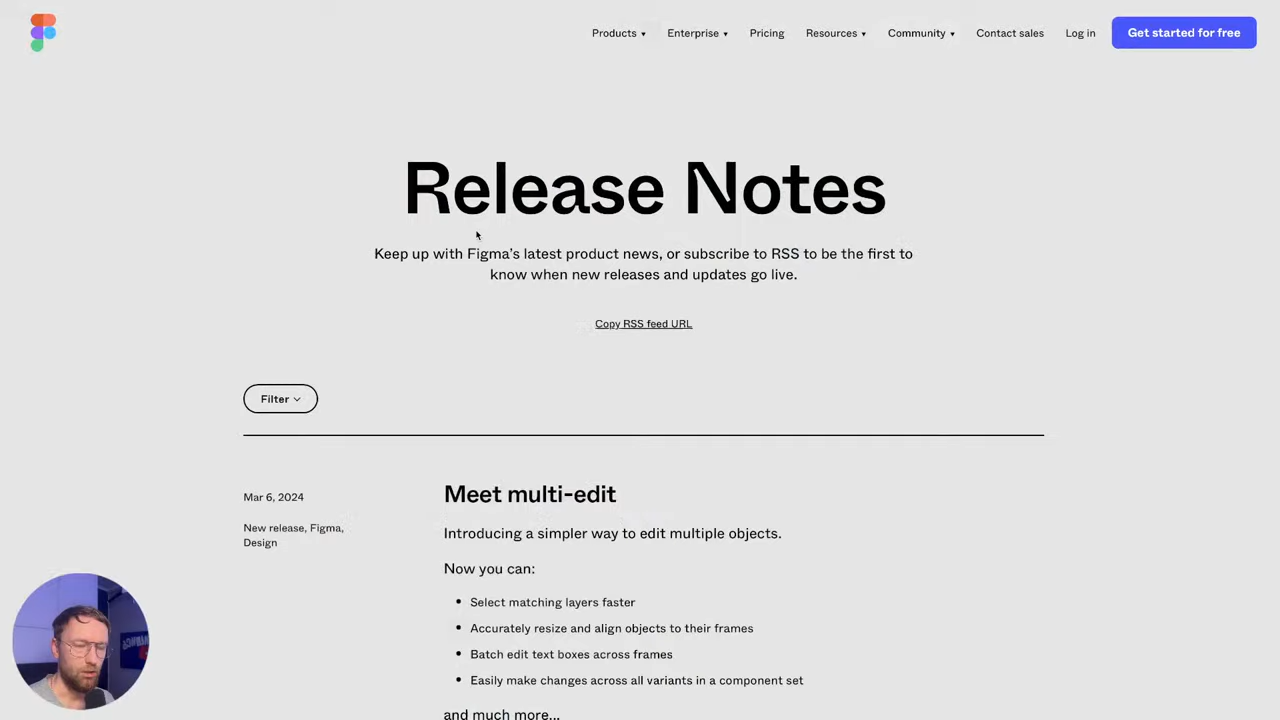 Products ▾ Enterprise ▾ Pricing Resources ▾ Community ▾ Contact sales Log in Get started for free
Release Notes
Keep up with Figma's latest product news, or subscribe to RSS to be the first to
know when new releases and updates go live.
Copy RSS feed URL
Filter
Mar 6, 2024
New release, Figma,
Design
Meet multi-edit
Introducing a simpler way to edit multiple objects.
Now you can:
• Select matching layers faster
• Accurately resize and align objects to their frames
• Batch edit text boxes across frames
• Easily make changes across all variants in a component set
and much more...